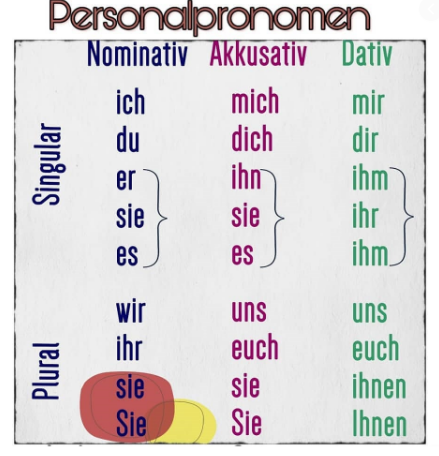 Personalpronomen
Nominativ Akkusativ Dativ
Singular
ich mich mir
du dich dir
er ihn ihm
sie sie ihr
es es ihm
Plural
wir uns uns
ihr euch euch
sie sie ihnen
Sie Sie Ihnen